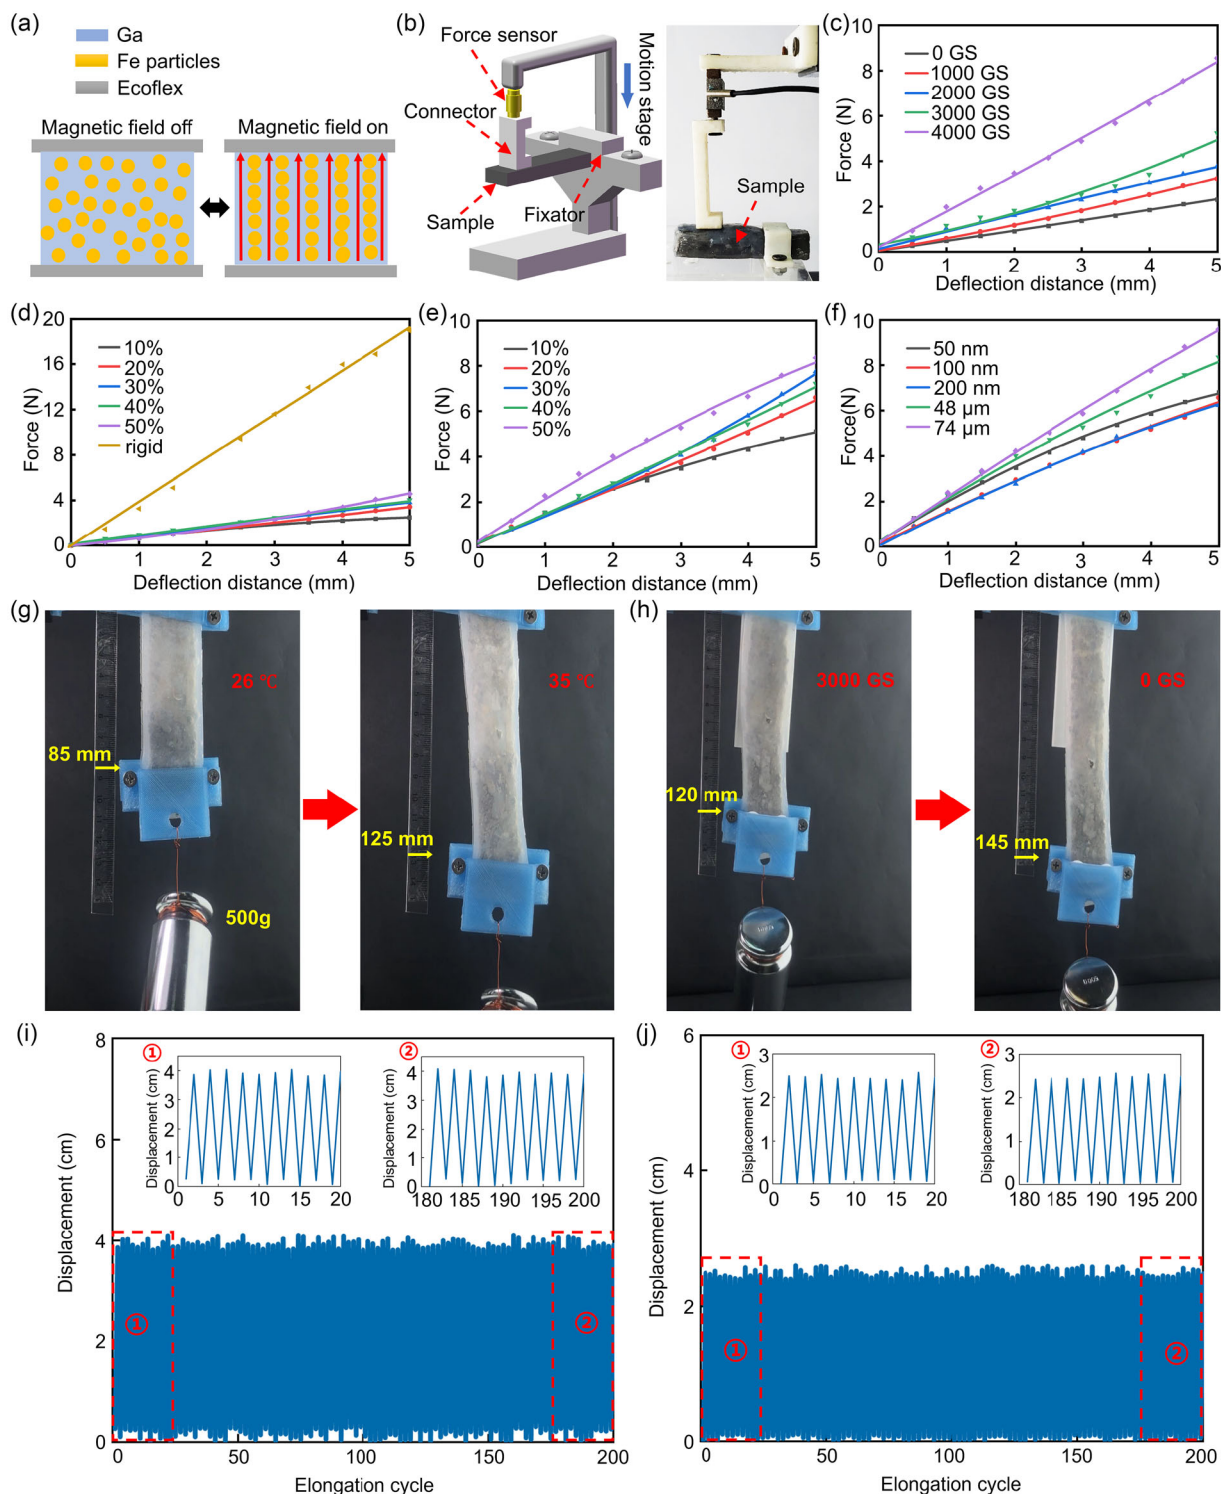 (a)
Ga
Fe particles
Ecoflex
Magnetic field off
Magnetic field on
(b)
Force sensor
Connector
Sample
Fixator
Motion stage
Sample
(c)
0 GS
1000 GS
2000 GS
3000 GS
4000 GS
Force (N)
10
8
6
4
2
0
0 1 2 3 4 5
Deflection distance (mm)
(d)
10%
20%
30%
40%
50%
rigid
Force (N)
20
16
12
8
4
0
0 1 2 3 4 5
Deflection distance (mm)
(e)
10%
20%
30%
40%
50%
Force (N)
10
8
6
4
2
0
0 1 2 3 4 5
Deflection distance (mm)
(f)
50 nm
100 nm
200 nm
48 μm
74 μm
Force(N)
10
8
6
4
2
0
0 1 2 3 4 5
Deflection distance (mm)
(g)
26 ℃
85 mm
500g
35 ℃
125 mm
(h)
3000 GS
120 mm
0 GS
145 mm
(i)
Displacement (cm)
8
6
4
2
0
0 50 100 150 200
Elongation cycle
①
Displacement (cm)
4
3
2
1
0
0 5 10 15 20
②
Displacement (cm)
4
3
2
1
0
180 185 190 195 200
①
②
(j)
Displacement (cm)
6
4
2
0
0 50 100 150 200
Elongation cycle
①
Displacement (cm)
3
2
1
0
0 5 10 15 20
②
Displacement (cm)
3
2
1
0
180 185 190 195 200
①
②